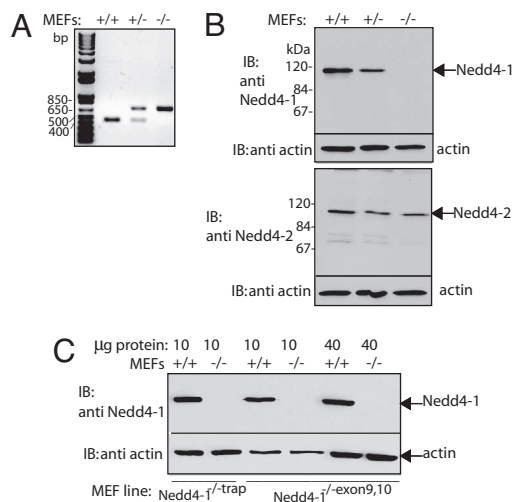 A
MEFs: +/+ +/- -/-
bp
850-
650-
500
400
B
MEFs: +/+ +/- -/-
kDa
IB:
anti
Nedd4-1
120-
84-
67-
Nedd4-1
IB:anti actin
actin
IB:
anti Nedd4-2
120-
84-
67-
Nedd4-2
IB:anti actin
actin
C
μg protein: 10 10 10 10 40 40
MEFs +/+ -/- +/+ -/- +/+ -/-
IB:
anti Nedd4-1
Nedd4-1
IB:anti actin
actin
MEF line: Nedd4-1 -/-trap Nedd4-1 -/-exon9,10